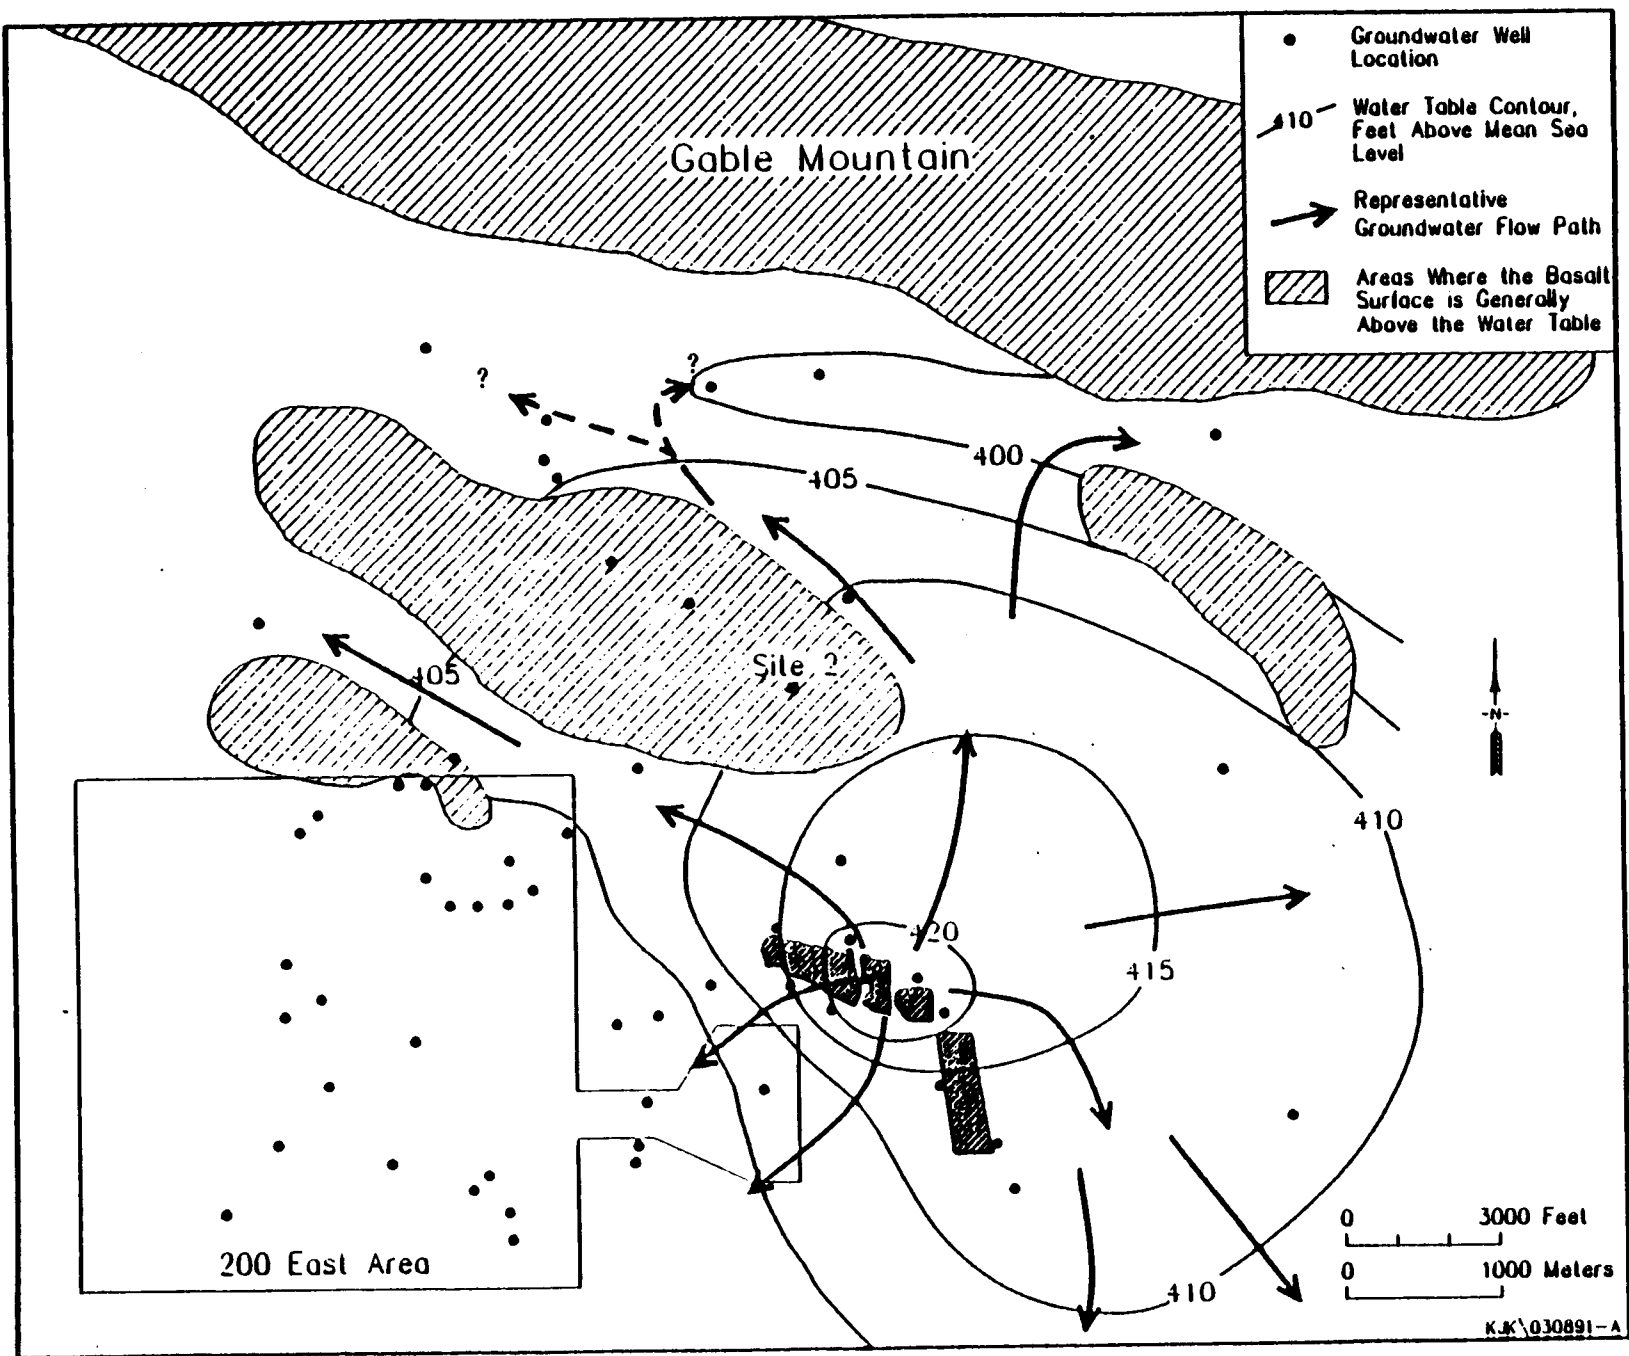 Groundwater Well
Location
410
Water Table Contour,
Feet Above Mean Sea
Level
Representative
Groundwater Flow Path
Areas Where the Basalt
Surface is Generally
Above the Water Table
Gable Mountain
?
?
400
405
Site 2
405
-N-
410
420
415
200 East Area
410
0 3000 Feet
0 1000 Meters
KJK\030891-A